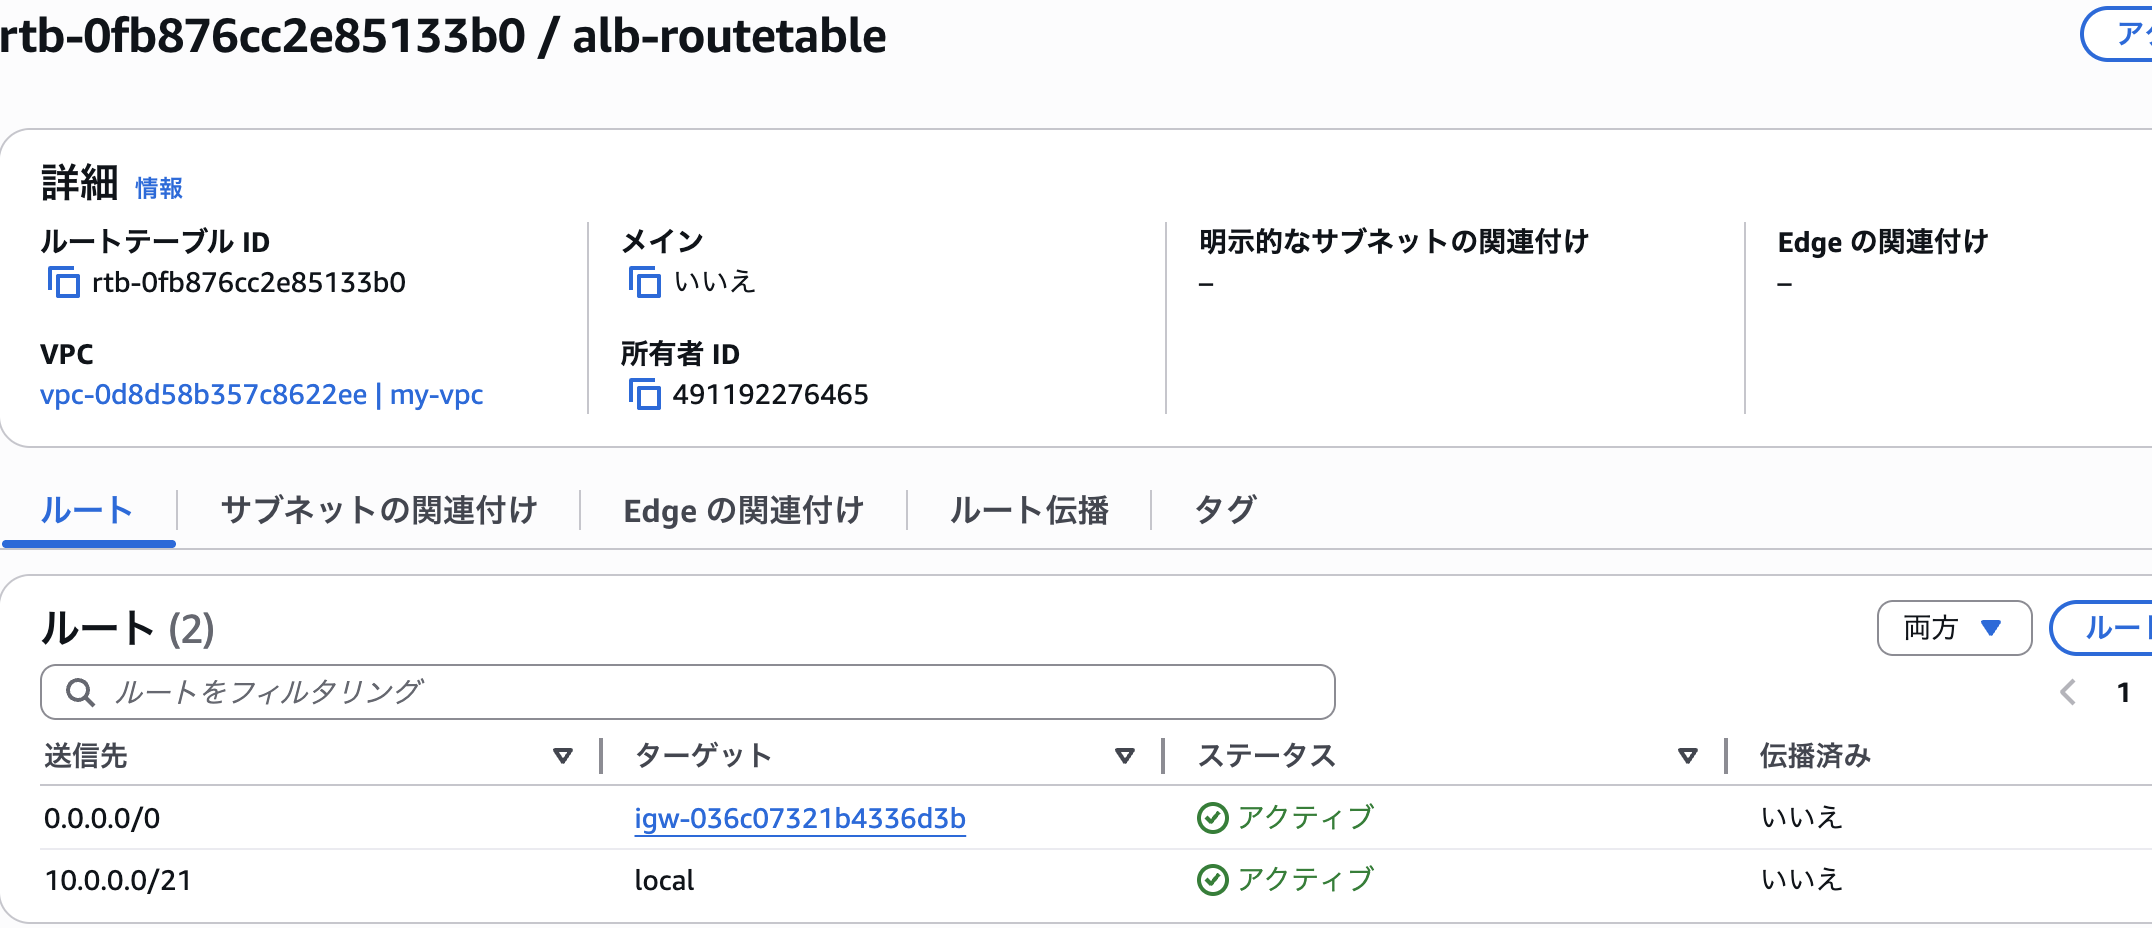 rtb-0fb876cc2e85133b0 / alb-routetable
詳細 情報
ルートテーブル ID
rtb-0fb876cc2e85133b0
メイン
いいえ
明示的なサブネットの関連付け
–
Edge の関連付け
–
VPC
vpc-0d8d58b357c8622ee | my-vpc
所有者 ID
491192276465
ルート サブネットの関連付け Edge の関連付け ルート伝播 タグ
ルート (2)
両方 ルート
ルートをフィルタリング
1
送信先 ターゲット ステータス 伝播済み
0.0.0.0/0 igw-036c07321b4336d3b アクティブ いいえ
10.0.0.0/21 local アクティブ いいえ